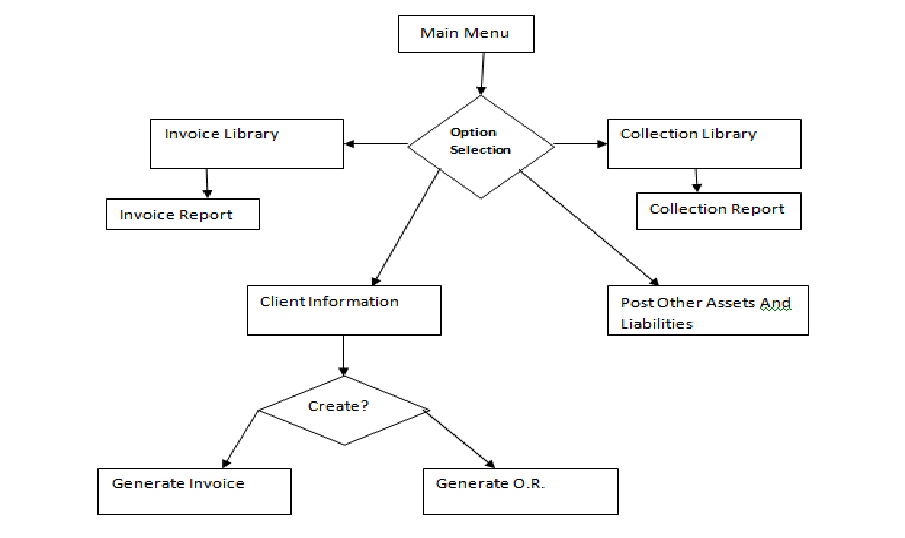 Main Menu
Option
Selection
Invoice Library
Collection Library
Invoice Report
Collection Report
Client Information
Post Other Assets And
Liabilities
Create?
Generate Invoice
Generate O.R.